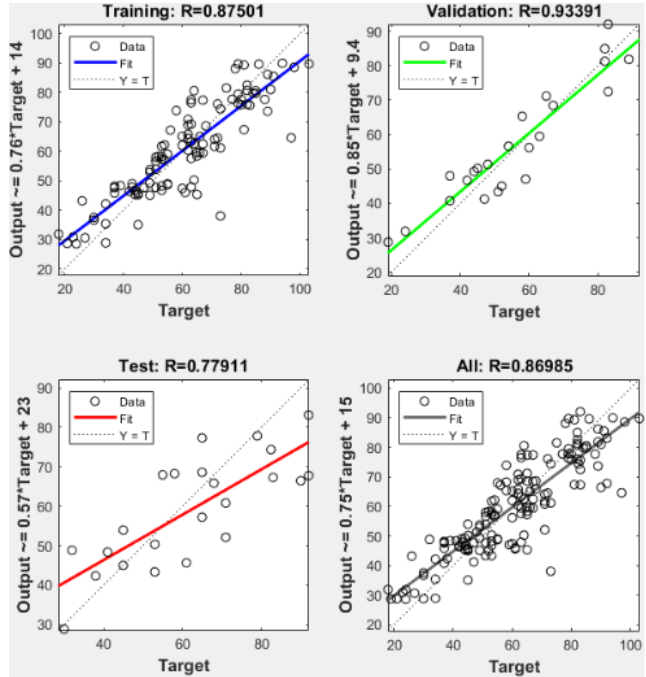 Training: R=0.87501
Output ~= 0.76*Target + 14
100
90
80
70
60
50
40
30
20
Data
Fit
Y = T
20 40 60 80 100
Target
Validation: R=0.93391
Output ~= 0.85*Target + 9.4
90
80
70
60
50
40
30
20
Data
Fit
Y = T
20 40 60 80
Target
Test: R=0.77911
Output ~= 0.57*Target + 23
90
80
70
60
50
40
30
Data
Fit
Y = T
40 60 80
Target
All: R=0.86985
Output ~= 0.75*Target + 15
100
90
80
70
60
50
40
30
20
Data
Fit
Y = T
20 40 60 80 100
Target